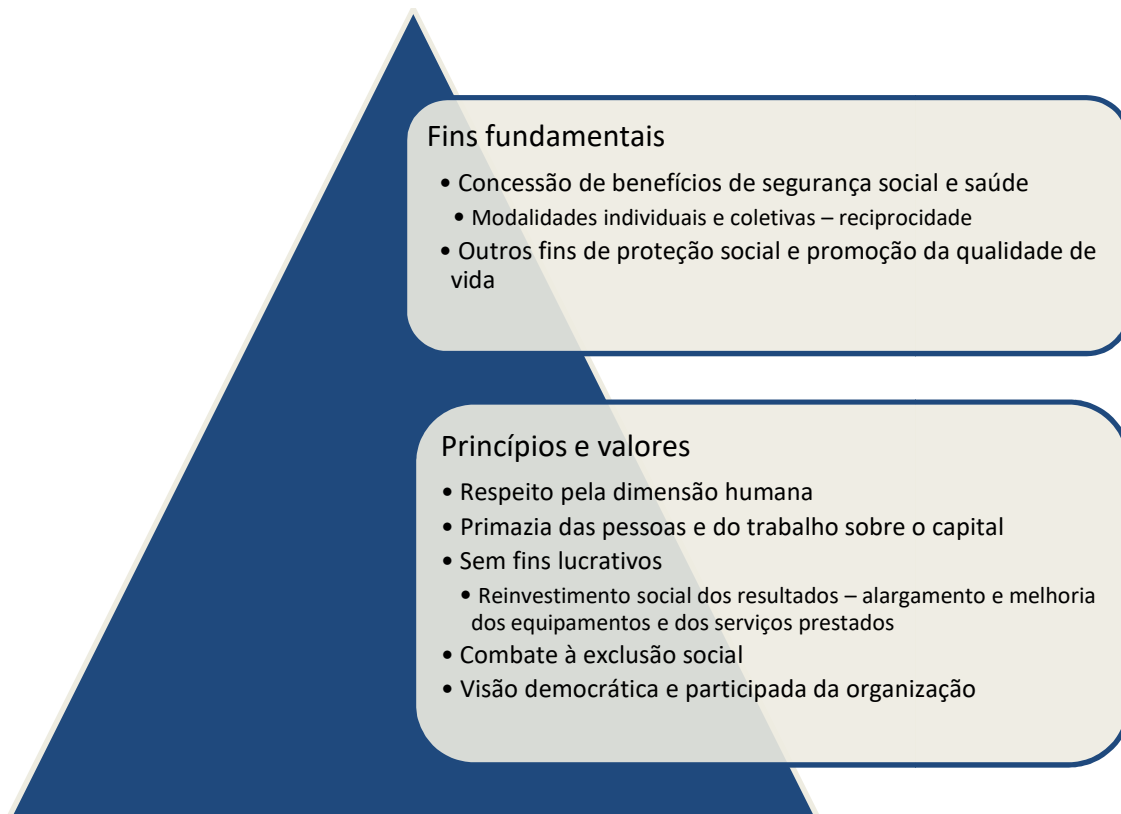 Fins fundamentais
• Concessão de benefícios de segurança social e saúde
• Modalidades individuais e coletivas – reciprocidade
• Outros fins de proteção social e promoção da qualidade de
vida
Princípios e valores
• Respeito pela dimensão humana
• Primazia das pessoas e do trabalho sobre o capital
• Sem fins lucrativos
• Reinvestimento social dos resultados – alargamento e melhoria
dos equipamentos e dos serviços prestados
• Combate à exclusão social
• Visão democrática e participada da organização